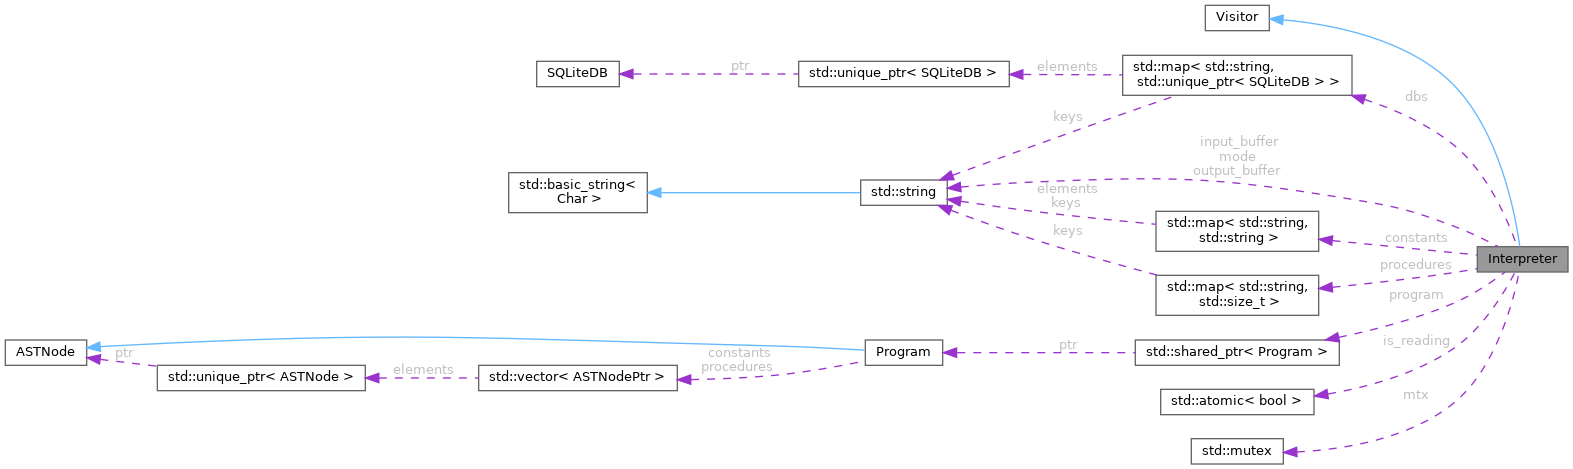 Visitor
SQLiteDB
ptr
std::unique_ptr< SQLiteDB >
elements
std::map< std::string,
std::unique_ptr< SQLiteDB > >
dbs
keys
input_buffer
mode
output_buffer
std::basic_string<
Char >
std::string
elements
keys
keys
std::map< std::string,
std::string >
constants
Interpreter
procedures
std::map< std::string,
std::size_t >
program
ASTNode
ptr
std::unique_ptr< ASTNode >
elements
std::vector< ASTNodePtr >
constants
procedures
Program
ptr
std::shared_ptr< Program >
is_reading
std::atomic< bool >
mtx
std::mutex